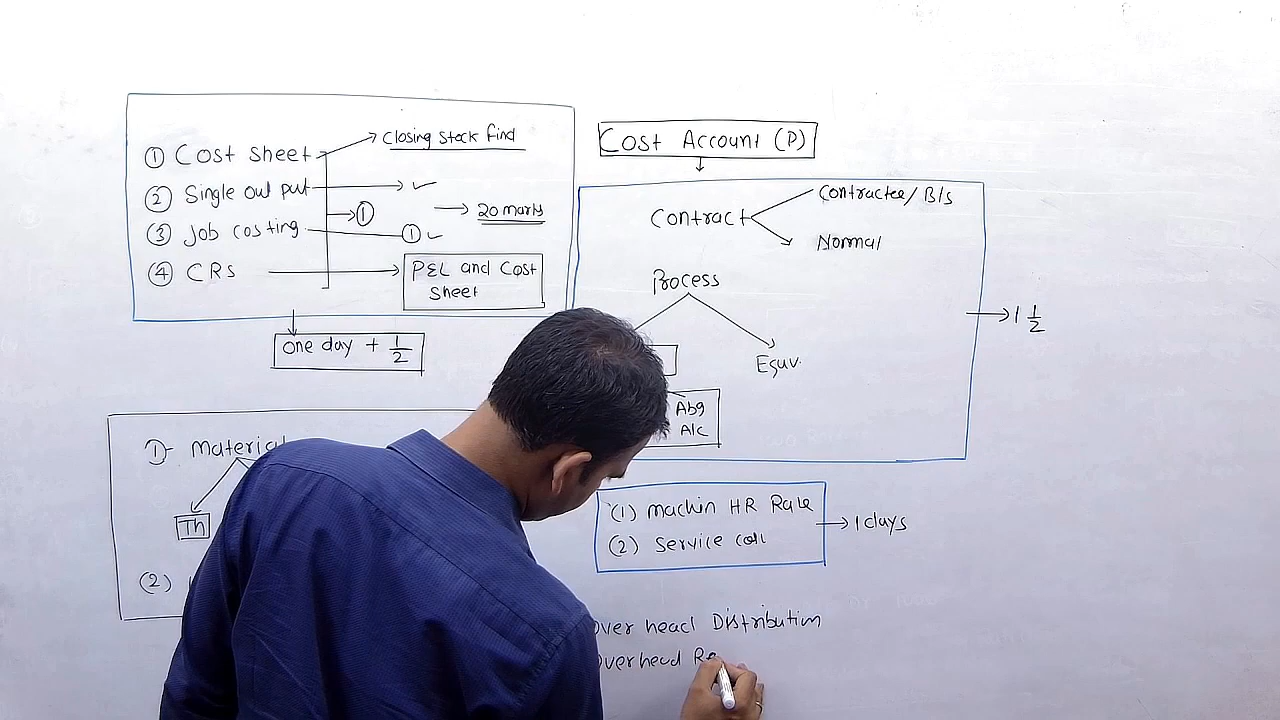 ① Cost sheet
Closing stock find
② Single out put
①
20 marks
③ Job costing ①
④ CRs
P&L and Cost
Sheet
one day + 1/2
Cost Account (P)
Contract
Contractee/B/s
Normal
Process
Equv.
Abg
A/c
1 1/2
①- Material
Th
(2)
(1) Machin HR Rate
(2) Service cost
1 days
over head Distribution
overhead Re